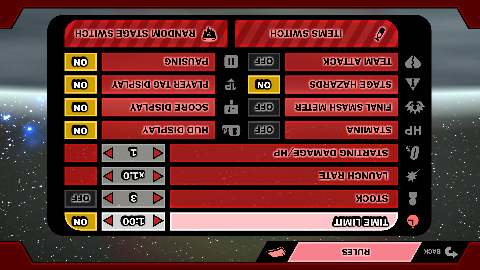 BACK RULES
TIME LIMIT 1:00 ON
STOCK 3 OFF
LAUNCH RATE x1.0
STARTING DAMAGE/HP 1
HP STAMINA OFF HUD DISPLAY ON
FINAL SMASH METER OFF SCORE DISPLAY ON
STAGE HAZARDS ON PLAYER TAG DISPLAY ON
TEAM ATTACK OFF PAUSING ON
ITEMS SWITCH RANDOM STAGE SWITCH